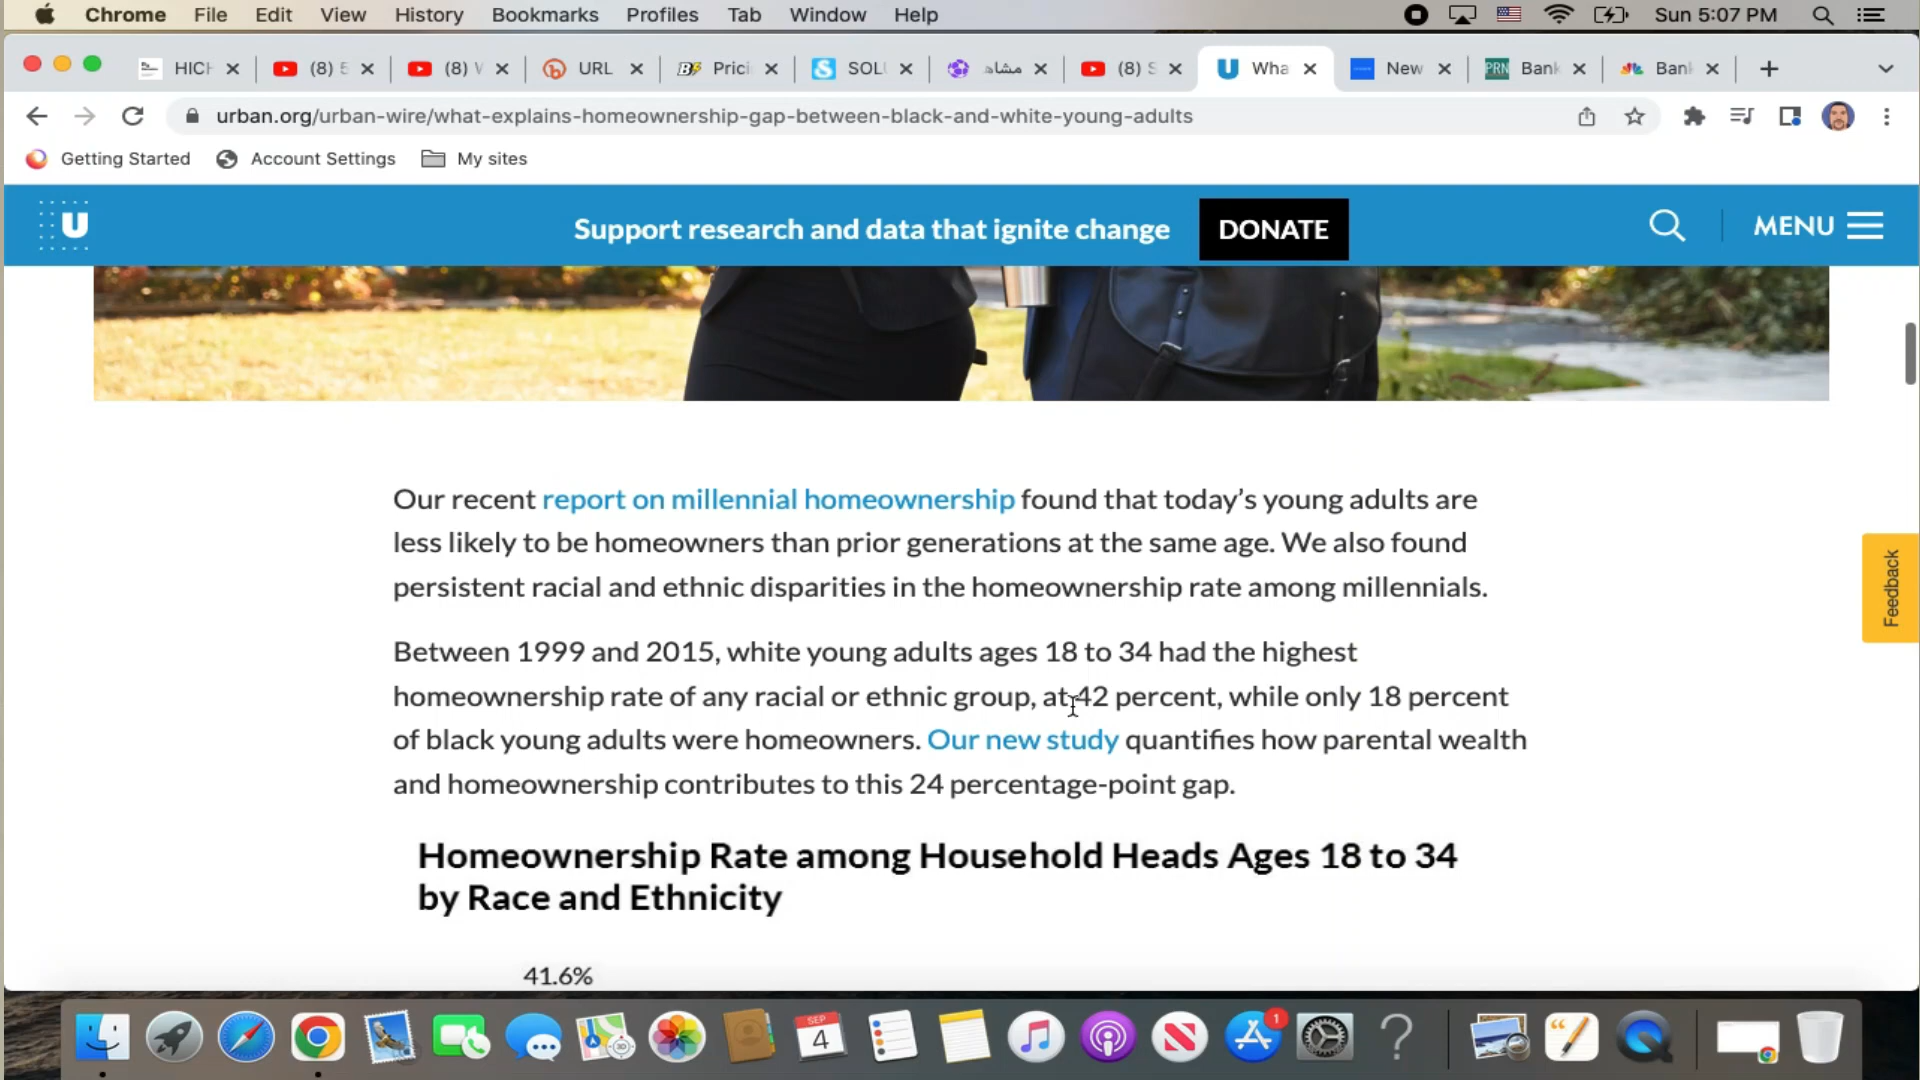 Chrome File Edit View History Bookmarks Profiles Tab Window Help Sun 5:07 PM
HICH (8) 5 (8) V URL Prici SOLU مشاه (8) S Wha New Bank Bank
urban.org/urban-wire/what-explains-homeownership-gap-between-black-and-white-young-adults
Getting Started Account Settings My sites
U Support research and data that ignite change DONATE MENU
Our recent report on millennial homeownership found that today's young adults are
less likely to be homeowners than prior generations at the same age. We also found
persistent racial and ethnic disparities in the homeownership rate among millennials.
Feedback
Between 1999 and 2015, white young adults ages 18 to 34 had the highest
homeownership rate of any racial or ethnic group, at 42 percent, while only 18 percent
of black young adults were homeowners. Our new study quantifies how parental wealth
and homeownership contributes to this 24 percentage-point gap.
Homeownership Rate among Household Heads Ages 18 to 34
by Race and Ethnicity
41.6%
SEP
4
1